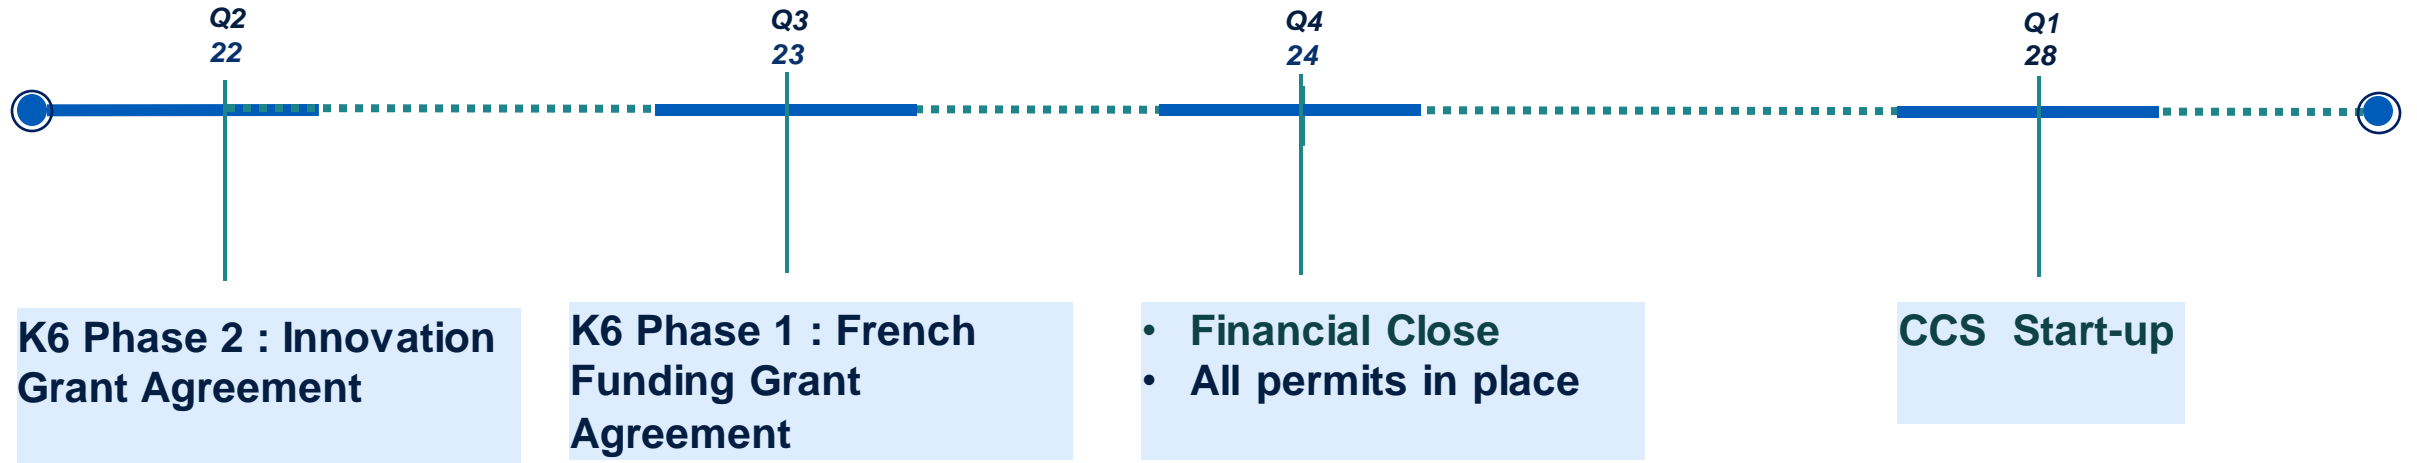 Q2
22
Q3
23
Q4
24
Q1
28
K6 Phase 2 : Innovation
Grant Agreement
K6 Phase 1 : French
Funding Grant
Agreement
• Financial Close
• All permits in place
CCS Start-up